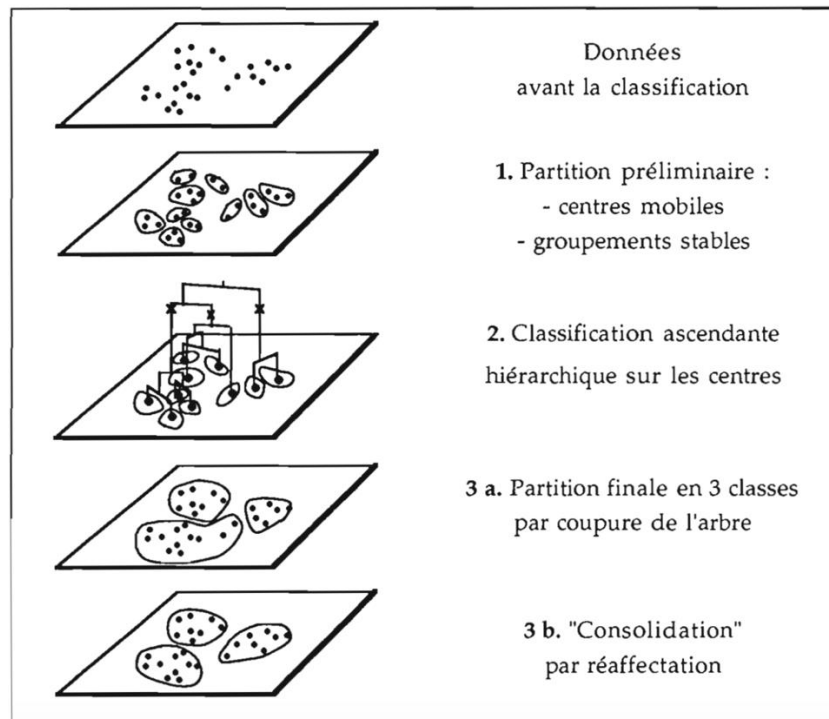 Données
avant la classification
1. Partition préliminaire :
- centres mobiles
- groupements stables
2. Classification ascendante
hiérarchique sur les centres
3 a. Partition finale en 3 classes
par coupure de l'arbre
3 b. "Consolidation"
par réaffectation